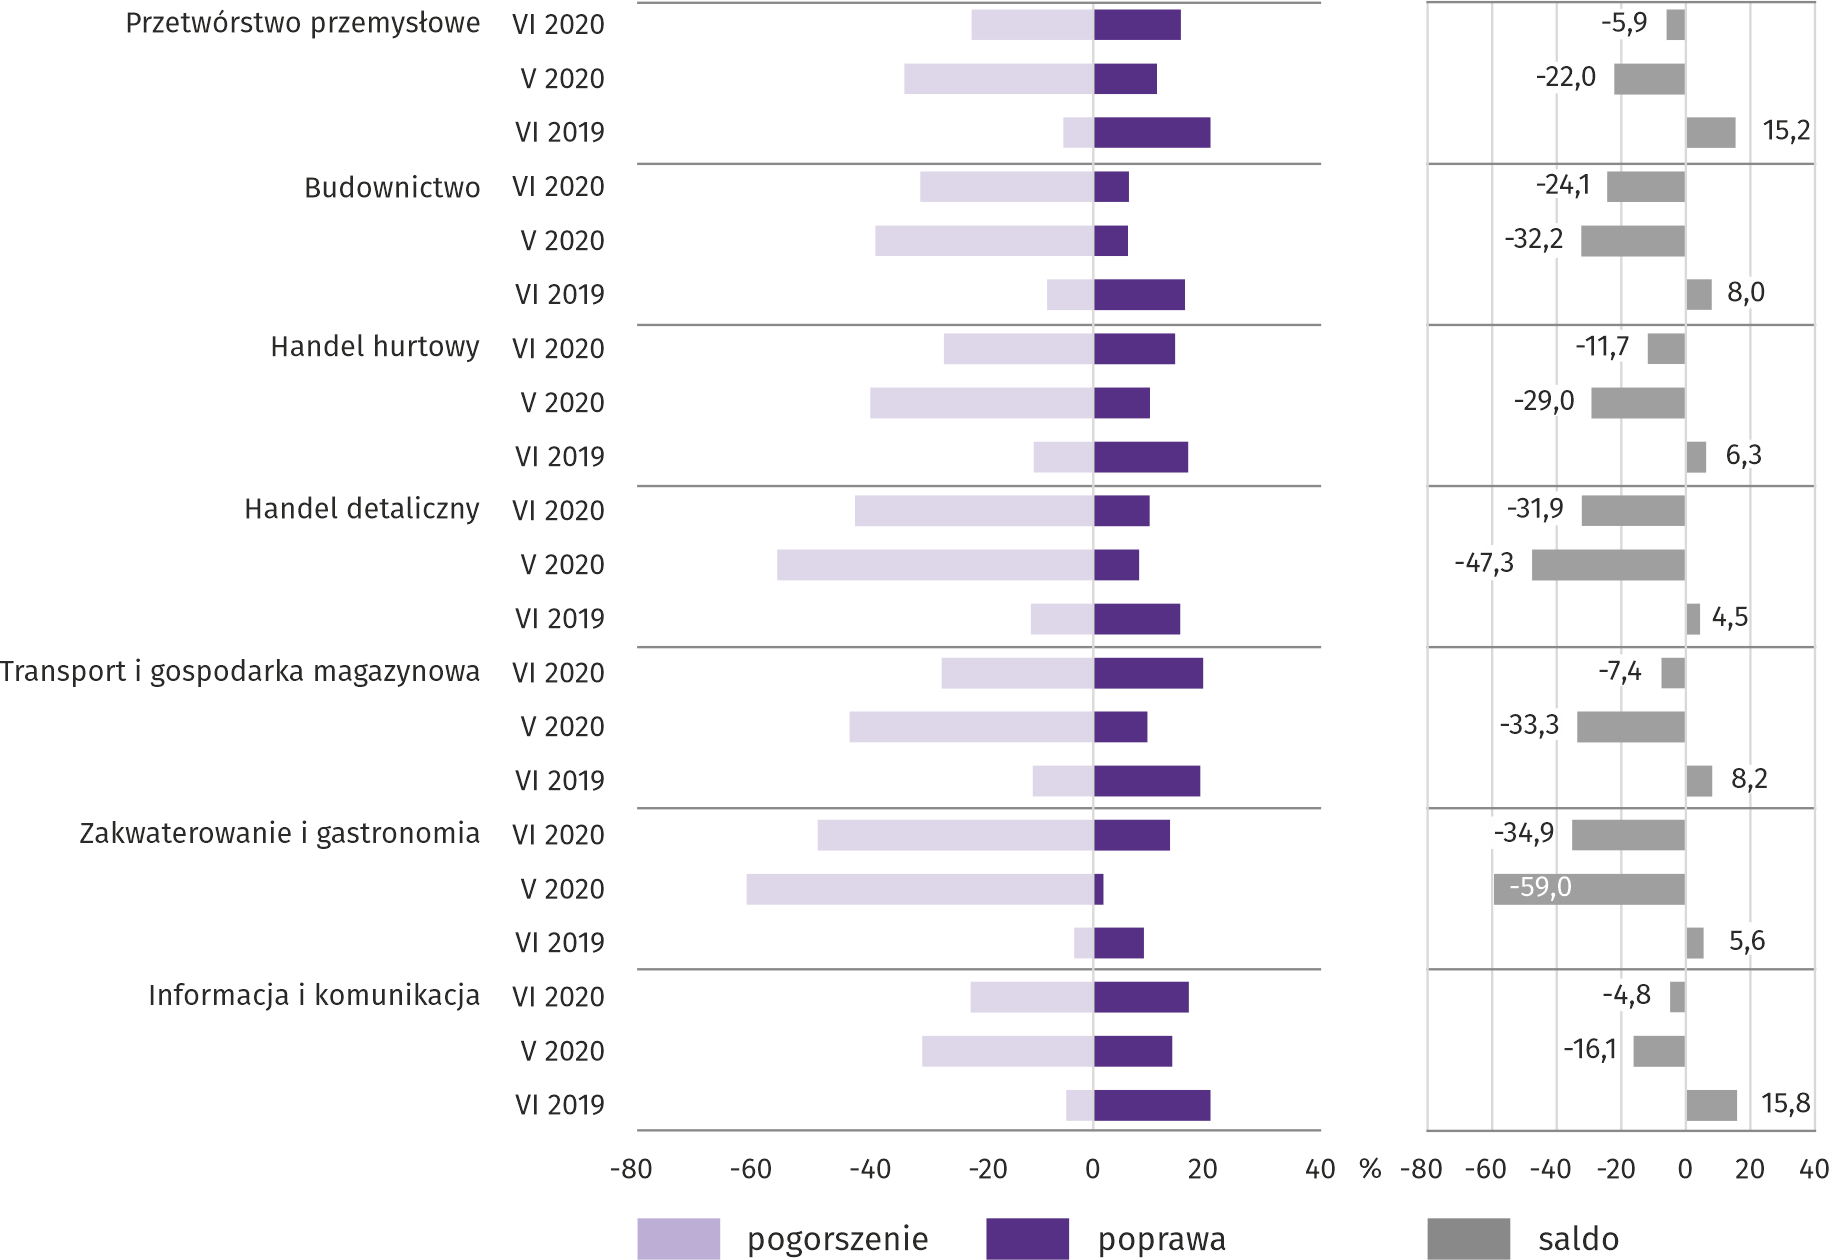 Przetwórstwo przemysłowe VI 2020 -5,9
V 2020 -22,0
VI 2019 15,2
Budownictwo VI 2020 -24,1
V 2020 -32,2
VI 2019 8,0
Handel hurtowy VI 2020 -11,7
V 2020 -29,0
VI 2019 6,3
Handel detaliczny VI 2020 -31,9
V 2020 -47,3
VI 2019 4,5
Transport i gospodarka magazynowa VI 2020 -7,4
V 2020 -33,3
VI 2019 8,2
Zakwaterowanie i gastronomia VI 2020 -34,9
V 2020 -59,0
VI 2019 5,6
Informacja i komunikacja VI 2020 -4,8
V 2020 -16,1
VI 2019 15,8
-80 -60 -40 -20 0 20 40 % -80 -60 -40 -20 0 20 40
pogorszenie poprawa saldo